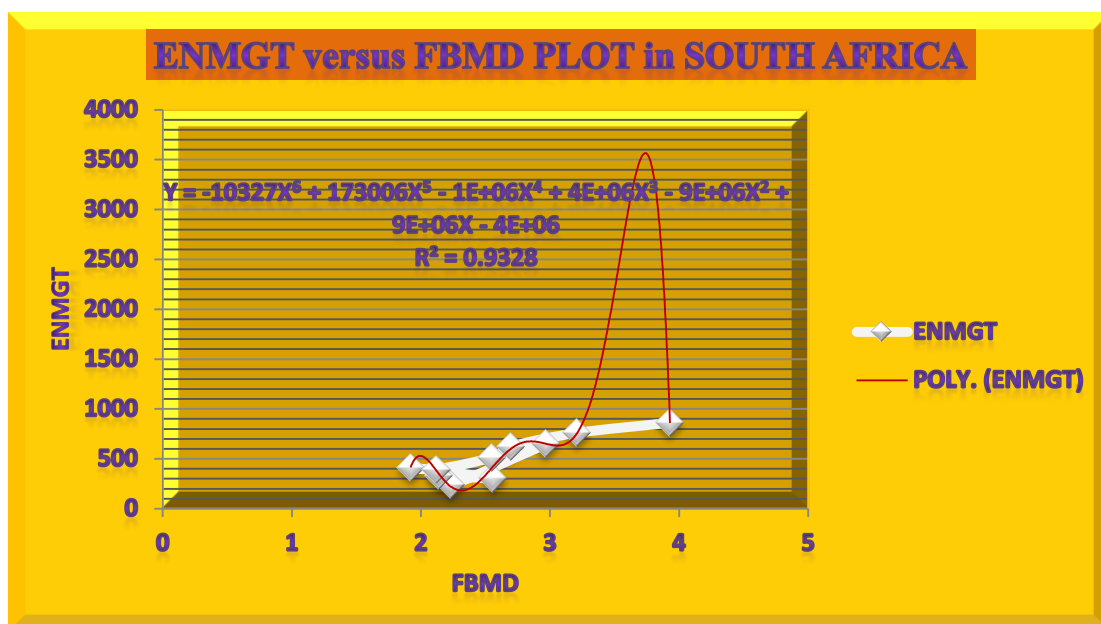 ENMGT versus FBMD PLOT in SOUTH AFRICA
4000
3500
3000
2500
2000
1500
1000
500
0
ENMGT
Y = -10327X⁶ + 173006X⁵ - 1E+06X⁴ + 4E+06X³ - 9E+06X² +
9E+06X - 4E+06
R² = 0.9328
0 1 2 3 4 5
FBMD
ENMGT
POLY. (ENMGT)